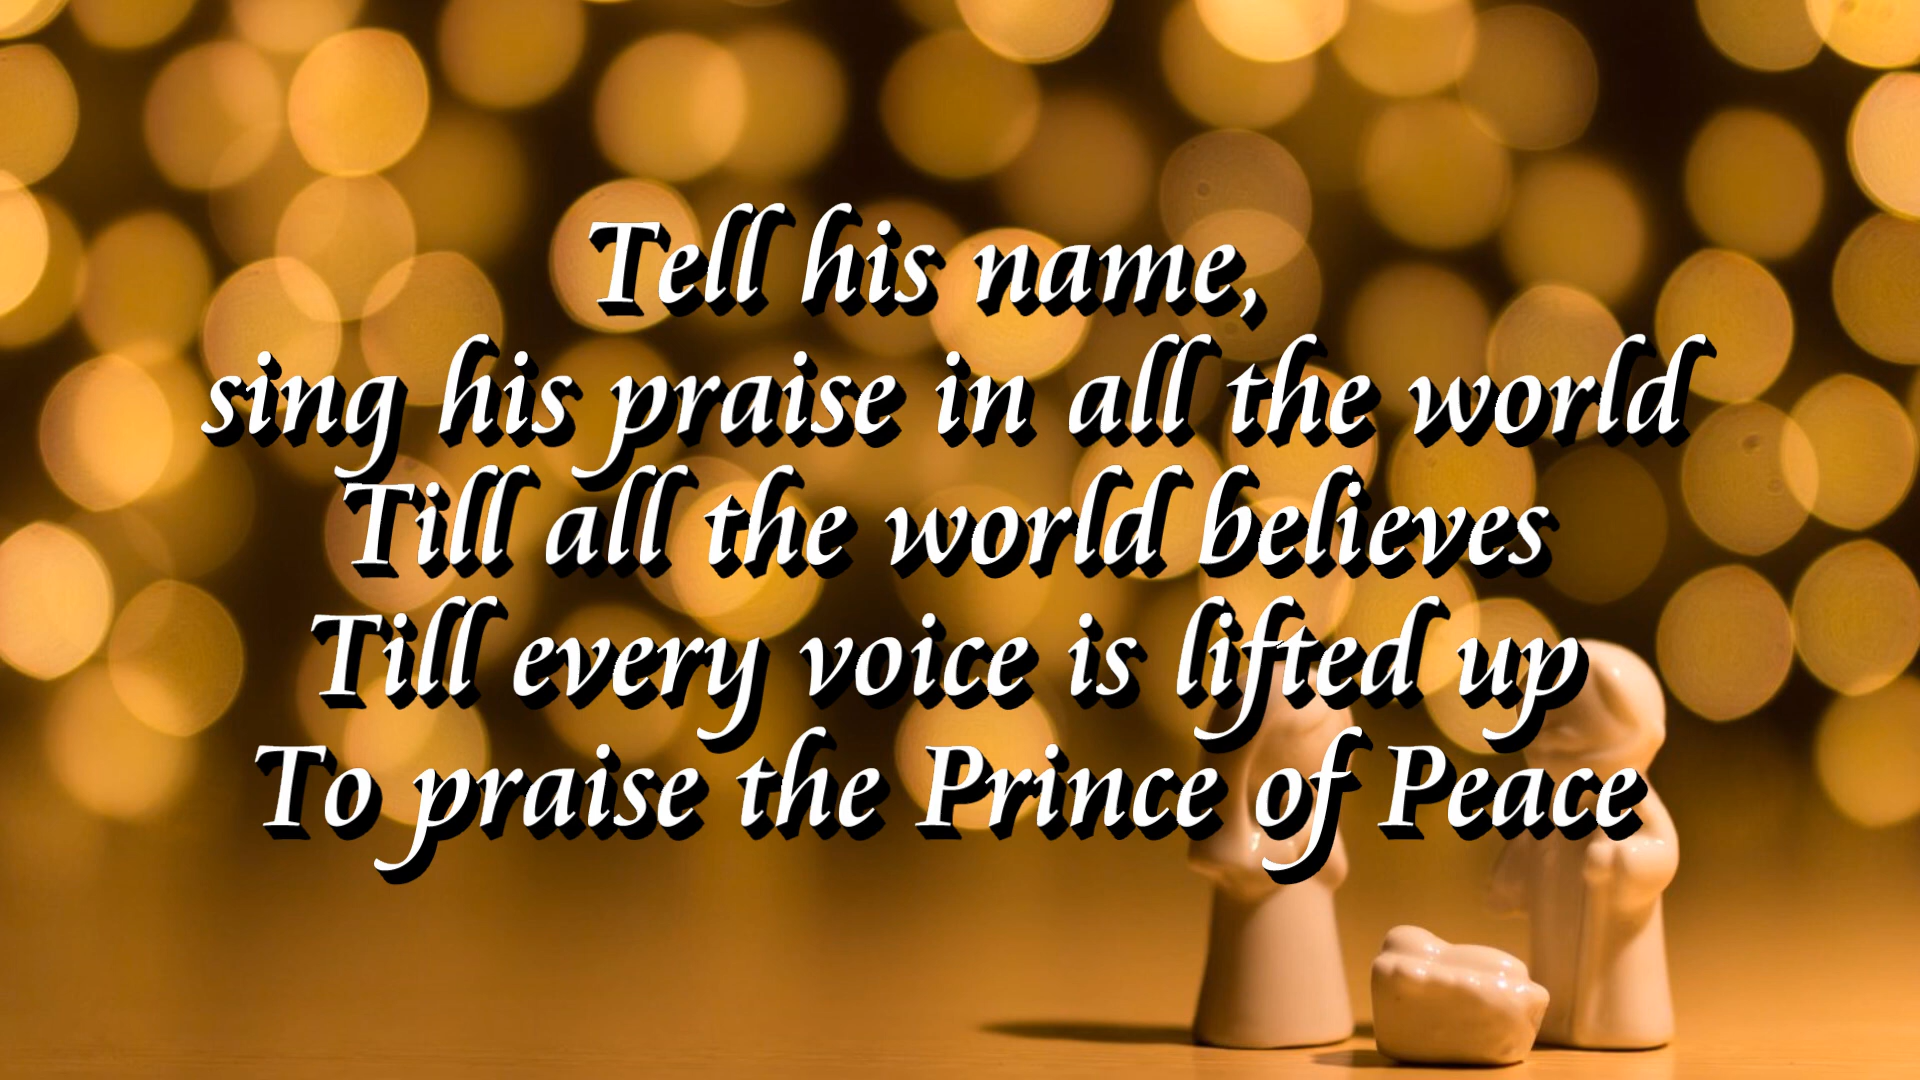 Tell his name,
sing his praise in all the world
Till all the world believes
Till every voice is lifted up
To praise the Prince of Peace